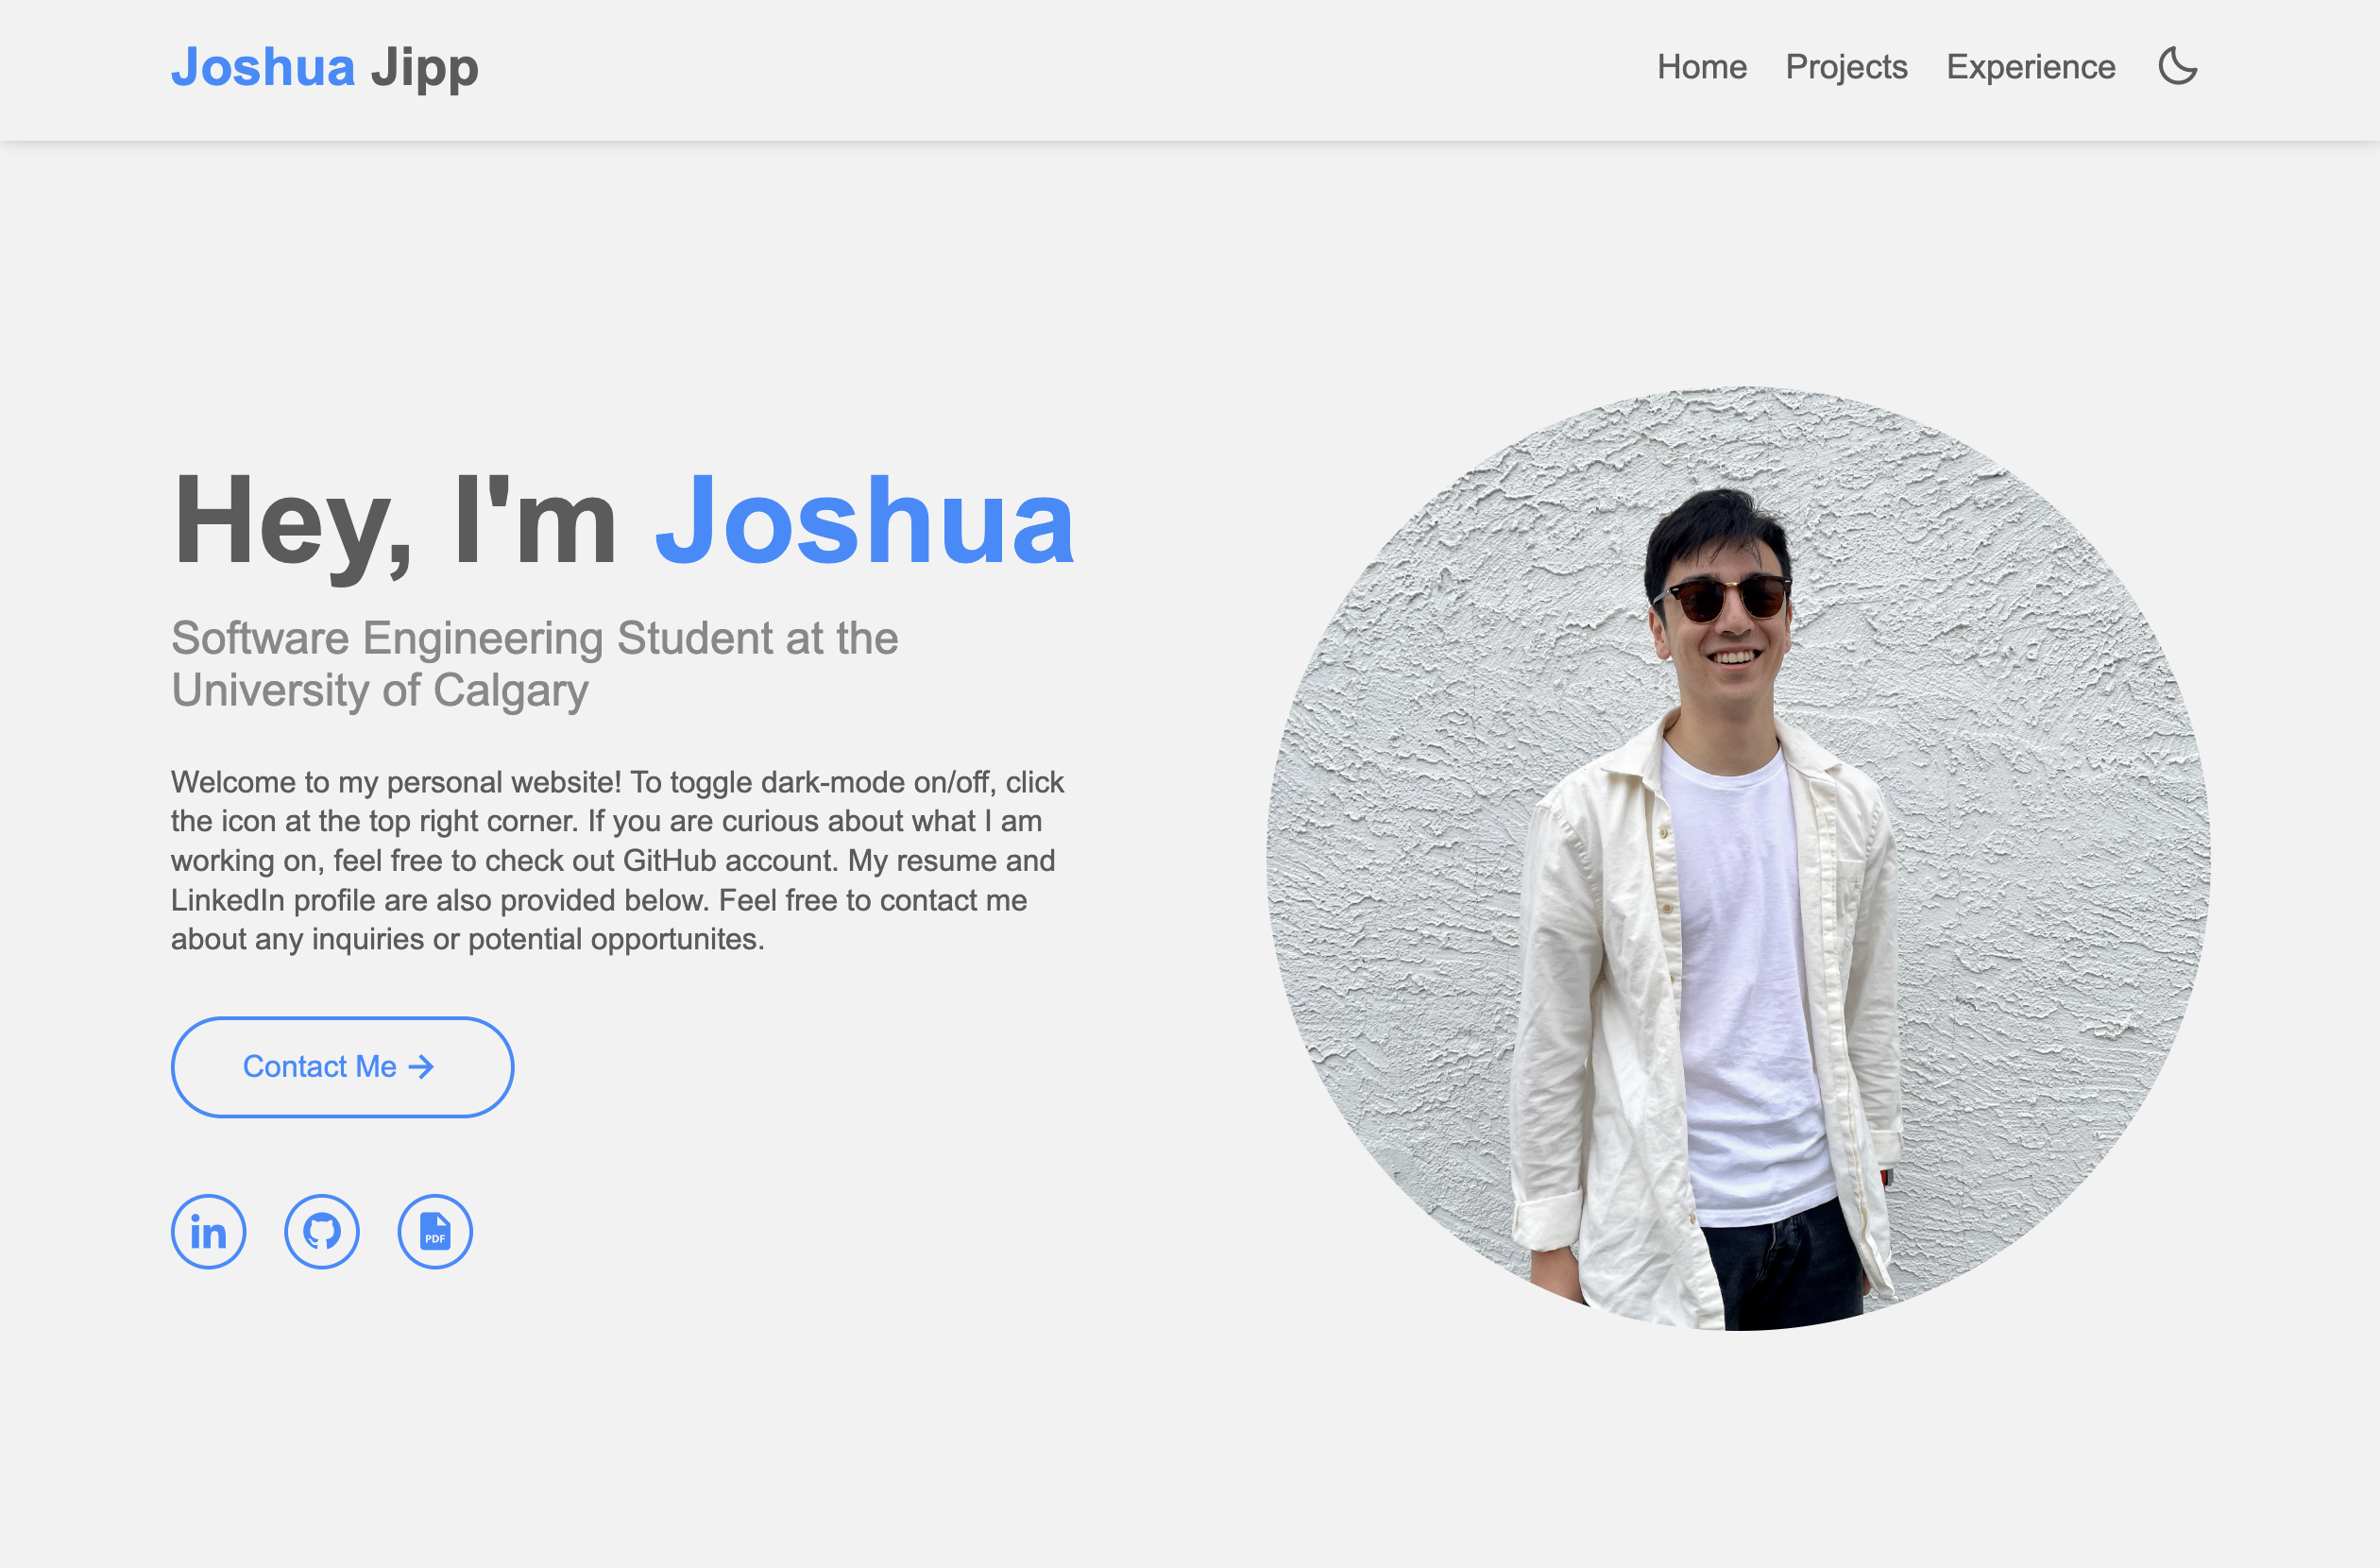 Joshua Jipp
Home Projects Experience
Hey, I'm Joshua
Software Engineering Student at the
University of Calgary
Welcome to my personal website! To toggle dark-mode on/off, click
the icon at the top right corner. If you are curious about what I am
working on, feel free to check out GitHub account. My resume and
LinkedIn profile are also provided below. Feel free to contact me
about any inquiries or potential opportunites.
Contact Me →
in
PDF